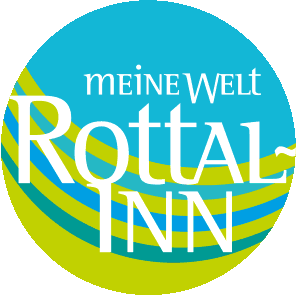 meine Welt
Rottal-
Inn